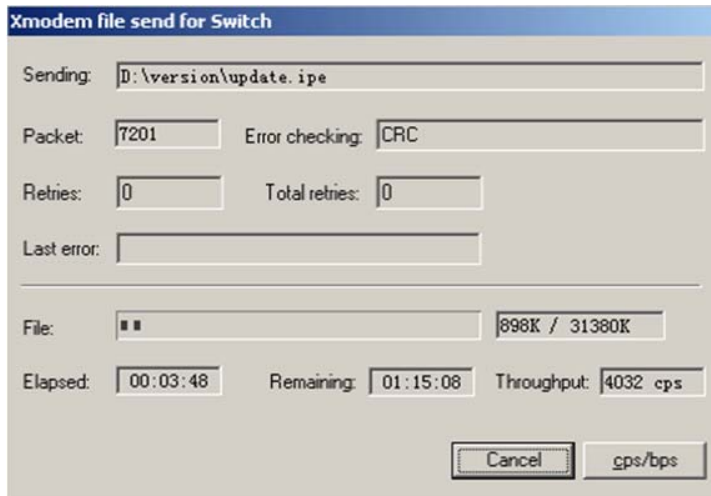 Xmodem file send for Switch
Sending: D:\version\update.ipe
Packet: 7201 Error checking: CRC
Retries: 0 Total retries: 0
Last error:
File: 898K / 31380K
Elapsed: 00:03:48 Remaining: 01:15:08 Throughput: 4032 cps
Cancel cps/bps